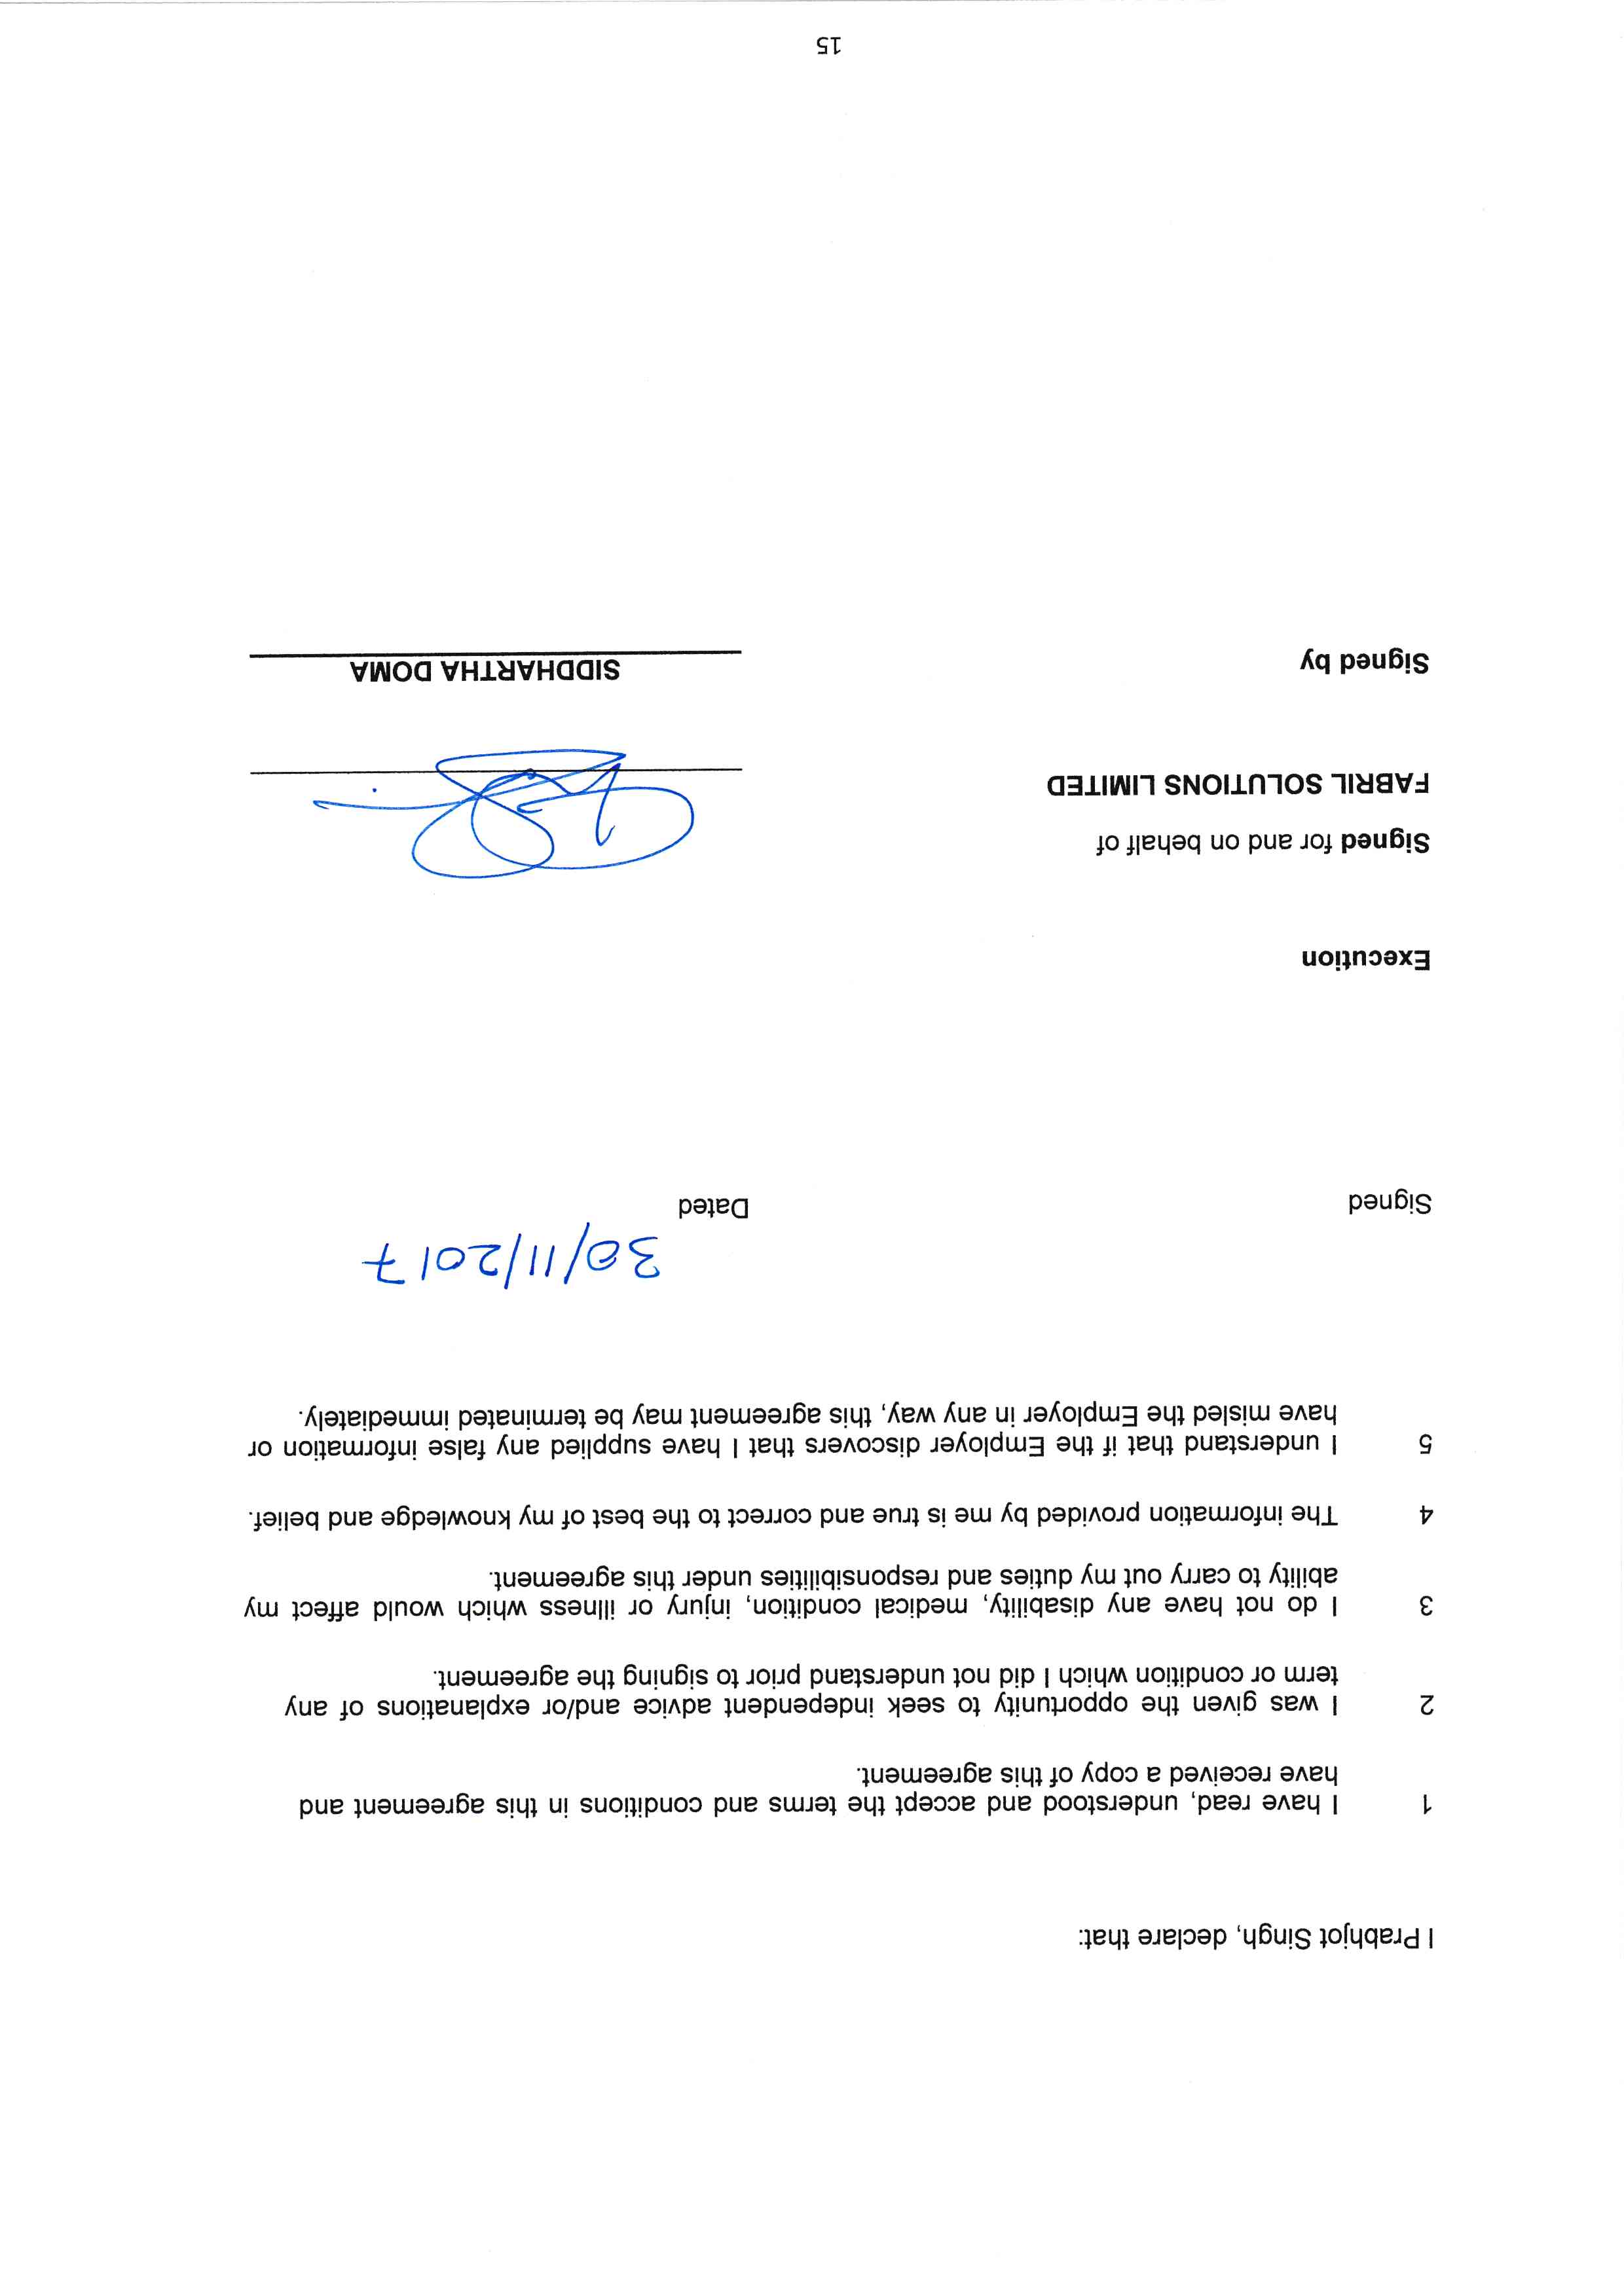 I Prabhjot Singh, declare that:
1 I have read, understood and accept the terms and conditions in this agreement and
have received a copy of this agreement.
2 I was given the opportunity to seek independent advice and/or explanations of any
term or condition which I did not understand prior to signing the agreement.
3 I do not have any disability, medical condition, injury or illness which would affect my
ability to carry out my duties and responsibilities under this agreement.
4 The information provided by me is true and correct to the best of my knowledge and belief.
5 I understand that if the Employer discovers that I have supplied any false information or
have misled the Employer in any way, this agreement may be terminated immediately.
30/11/2017
Signed Dated
Execution
Signed for and on behalf of
FABRIL SOLUTIONS LIMITED
Signed by SIDDHARTHA DOMA
15